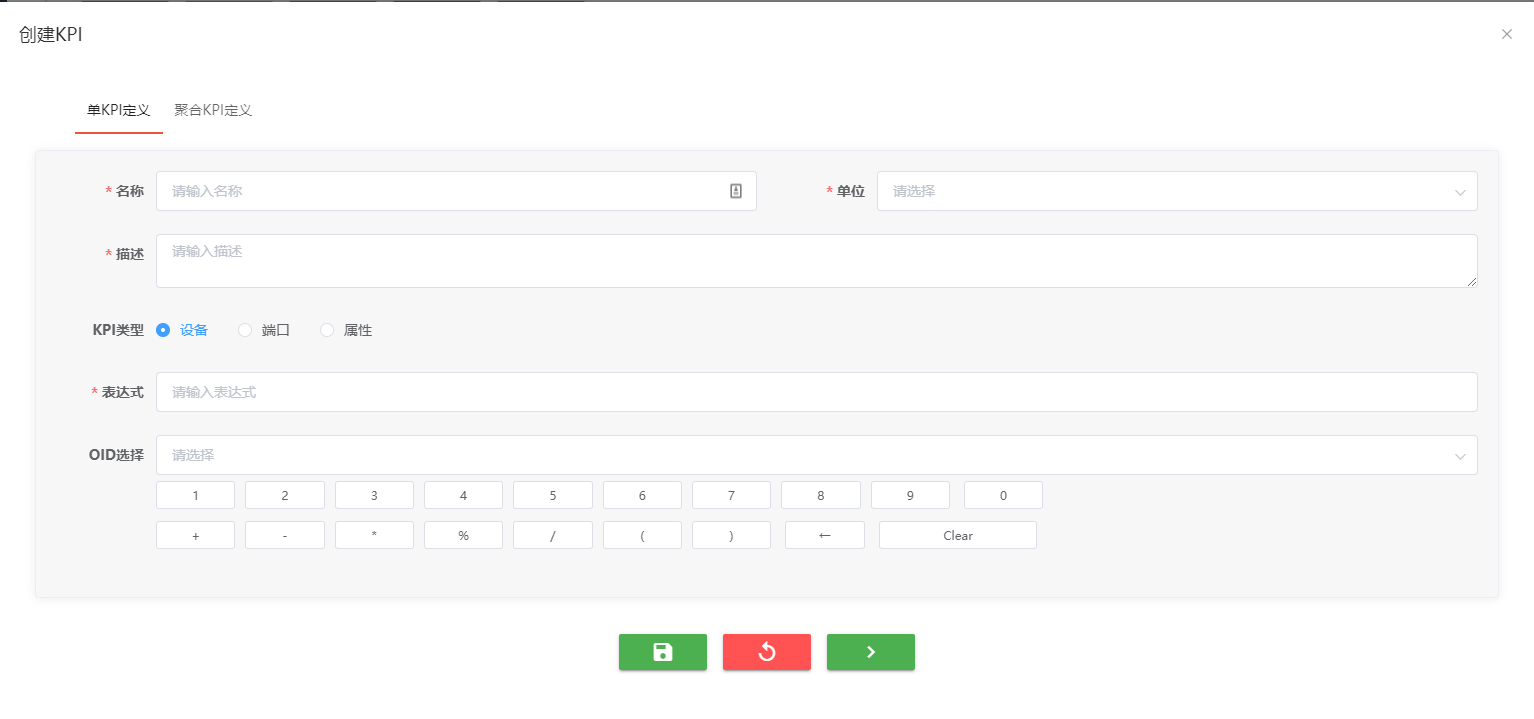 创建KPI
单KPI定义 聚合KPI定义
* 名称 请输入名称 * 单位 请选择
* 描述 请输入描述
KPI类型 设备 端口 属性
* 表达式 请输入表达式
OID选择 请选择
1 2 3 4 5 6 7 8 9 0
+ - * % / ( ) ← Clear